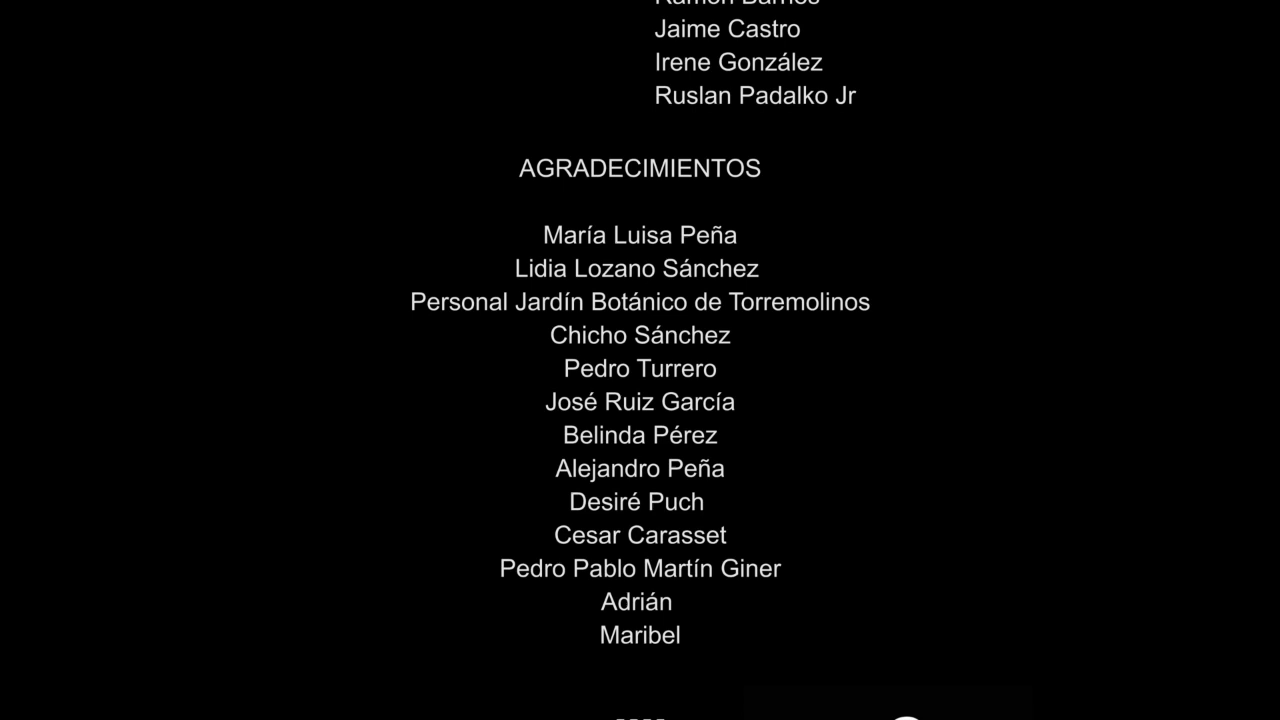 Ramón Barrios
Jaime Castro
Irene González
Ruslan Padalko Jr
AGRADECIMIENTOS
María Luisa Peña
Lidia Lozano Sánchez
Personal Jardín Botánico de Torremolinos
Chicho Sánchez
Pedro Turrero
José Ruiz García
Belinda Pérez
Alejandro Peña
Desiré Puch
Cesar Carasset
Pedro Pablo Martín Giner
Adrián
Maribel